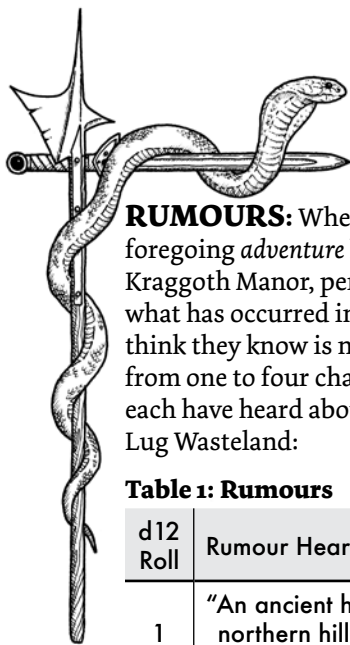 RUMOURS: Whe
foregoing adventure
Kraggoth Manor, per
what has occurred in
think they know is n
from one to four cha
each have heard abou
Lug Wasteland:
Table 1: Rumours
d12
Roll
Rumour Hear
"An ancient h
1
northern hill